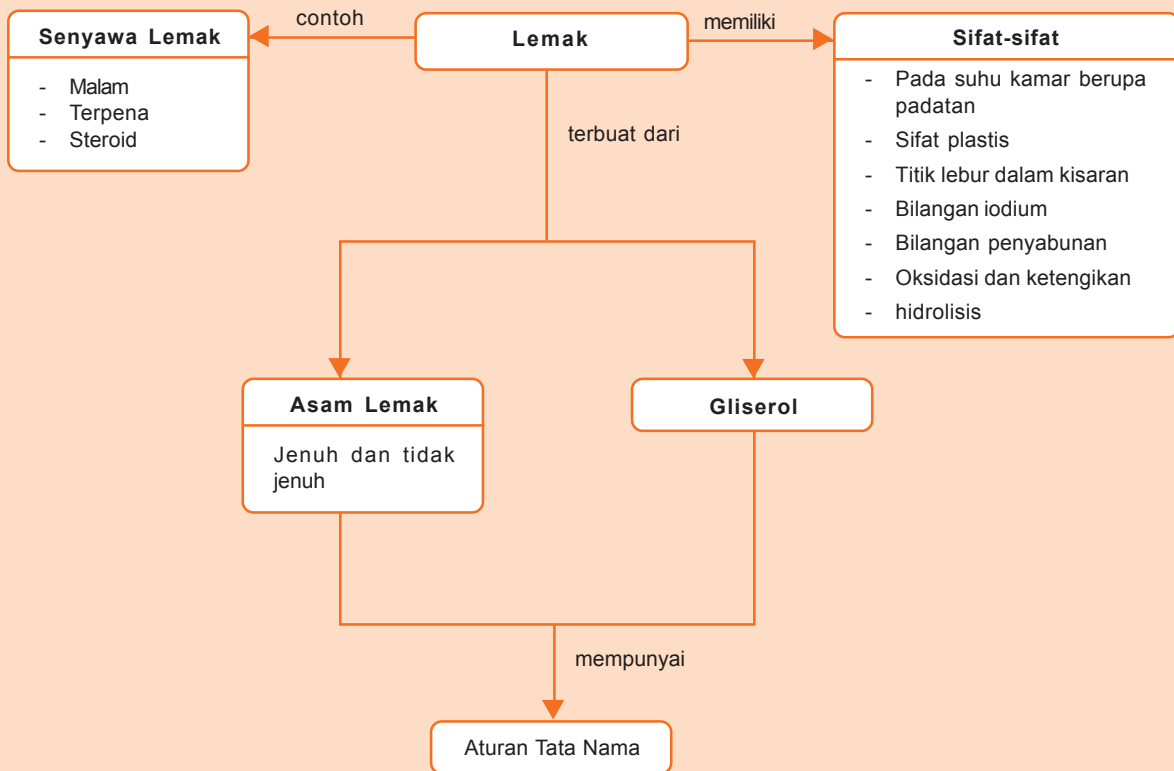 contoh
memiliki
Senyawa Lemak
- Malam
- Terpena
- Steroid
Lemak
Sifat-sifat
- Pada suhu kamar berupa
padatan
- Sifat plastis
- Titik lebur dalam kisaran
- Bilangan iodium
- Bilangan penyabunan
- Oksidasi dan ketengikan
- hidrolisis
terbuat dari
Asam Lemak
Jenuh dan tidak
jenuh
Gliserol
mempunyai
Aturan Tata Nama